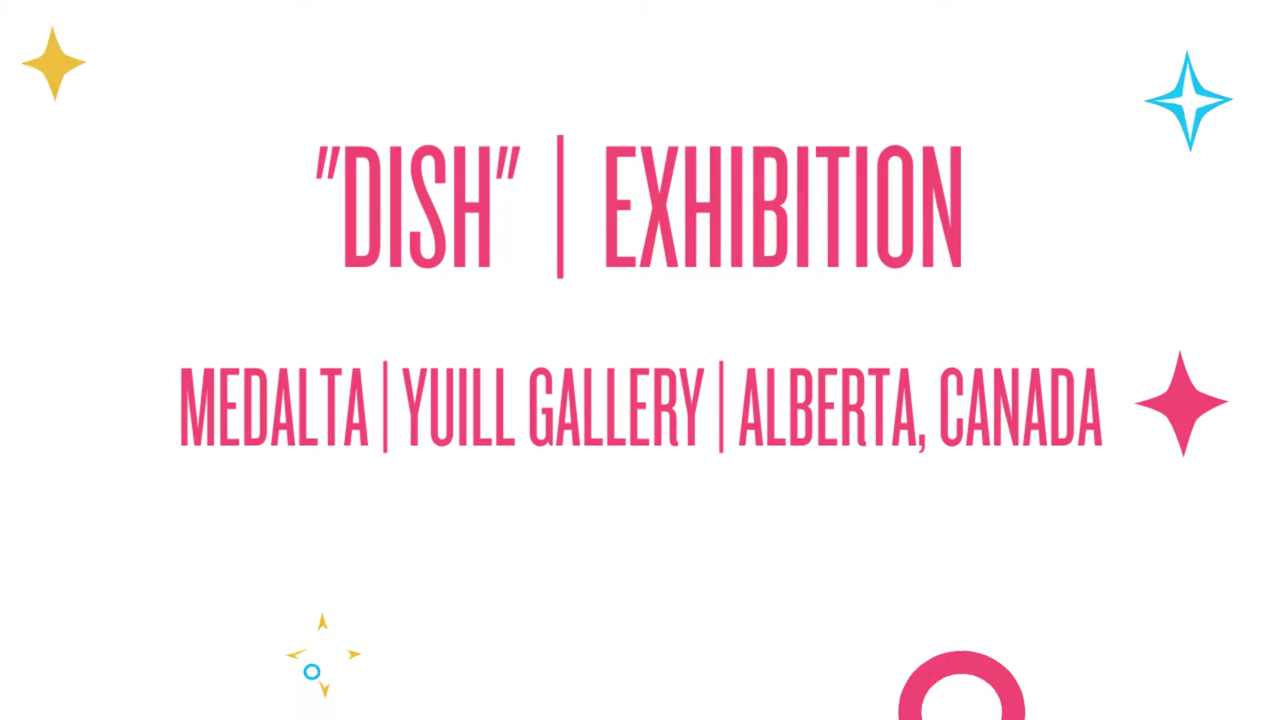 "DISH" | EXHIBITION
MEDALTA | YUILL GALLERY | ALBERTA, CANADA